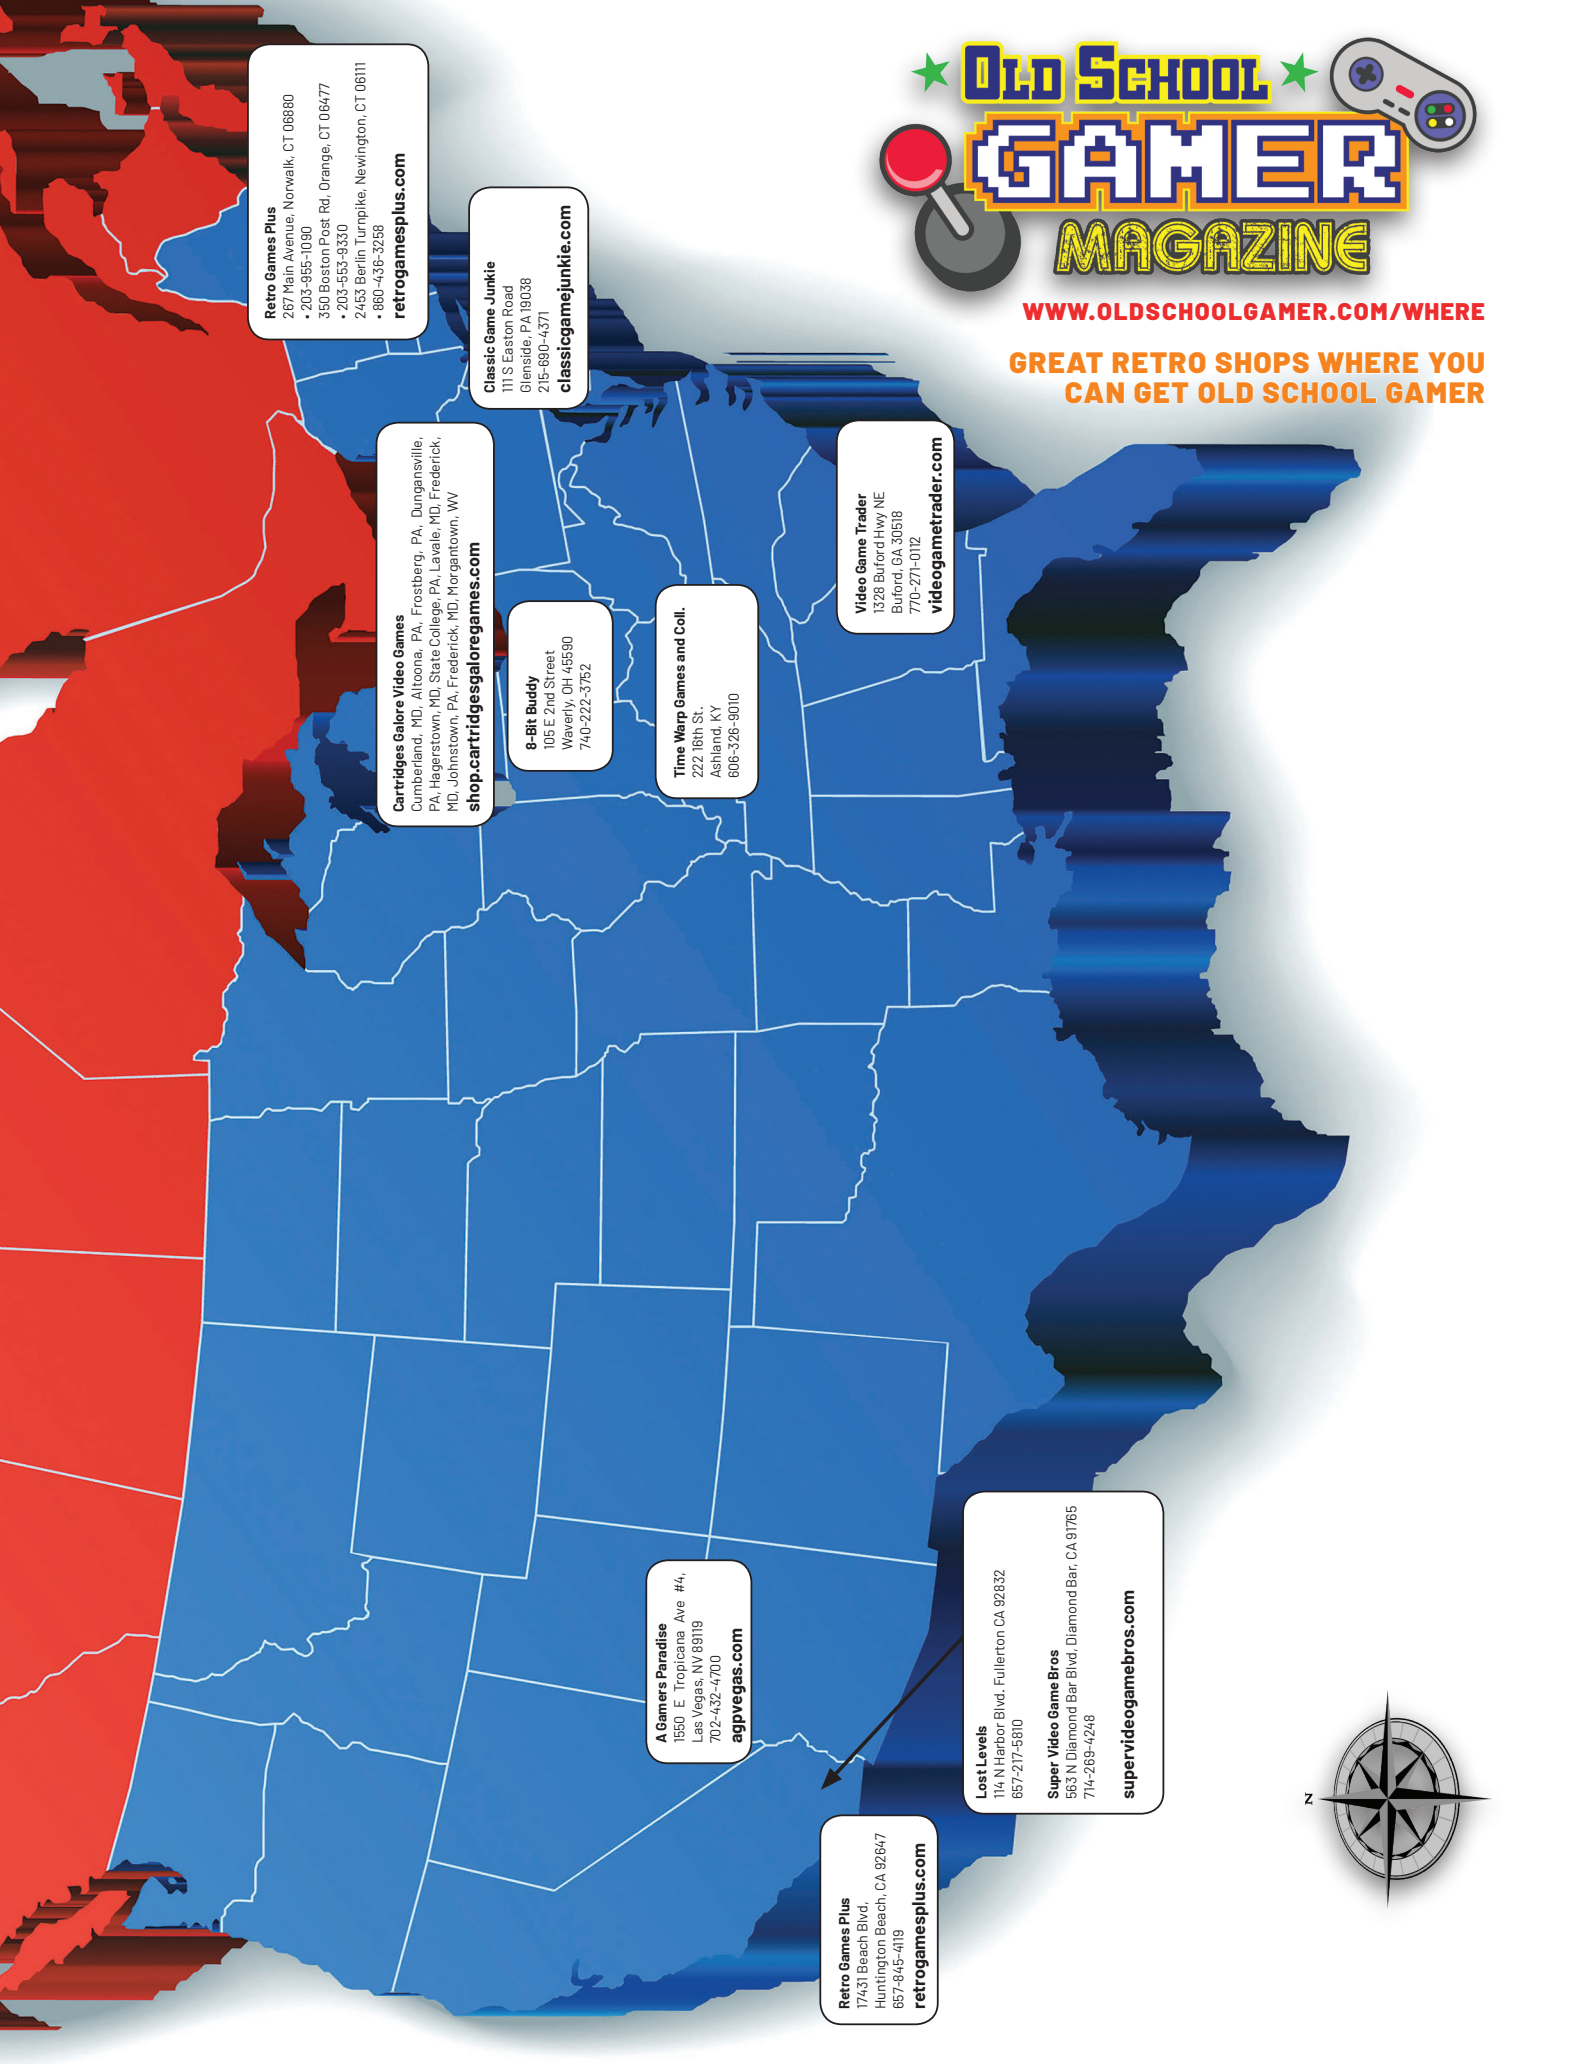 OLD SCHOOL
GAMER
MAGAZINE
WWW.OLDSCHOOLGAMER.COM/WHERE
GREAT RETRO SHOPS WHERE YOU
CAN GET OLD SCHOOL GAMER
Retro Games Plus
267 Main Avenue, Norwalk, CT 06880
• 203-955-1090
350 Boston Post Rd, Orange, CT 06477
• 203-553-9330
2453 Berlin Turnpike, Newington, CT 06111
• 860-436-3258
retrogamesplus.com
Classic Game Junkie
111 S Easton Road
Glenside, PA 19038
215-690-4371
classicgamejunkie.com
Cartridges Galore Video Games
Cumberland, MD, Altoona, PA, Frostberg, PA, Dungansville,
PA, Hagerstown, MD, State College, PA, Lavale, MD, Frederick,
MD, Johnstown, PA, Frederick, MD, Morgantown, WV
shop.cartridgesgaloregames.com
8-Bit Buddy
105 E 2nd Street
Waverly, OH 45590
740-222-3752
Time Warp Games and Coll.
222 16th St.
Ashland, KY
606-326-9010
Video Game Trader
1328 Buford Hwy NE
Buford, GA 30518
770-271-0112
videogametrader.com
A Gamers Paradise
1550 E Tropicana Ave #4,
Las Vegas, NV 89119
702-432-4700
agpvegas.com
Lost Levels
114 N Harbor Blvd. Fullerton CA 92832
657-217-5810
Super Video Game Bros
563 N Diamond Bar Blvd, Diamond Bar, CA 91765
714-269-4248
supervideogamebros.com
Retro Games Plus
17431 Beach Blvd,
Huntington Beach, CA 92647
657-845-4119
retrogamesplus.com
N